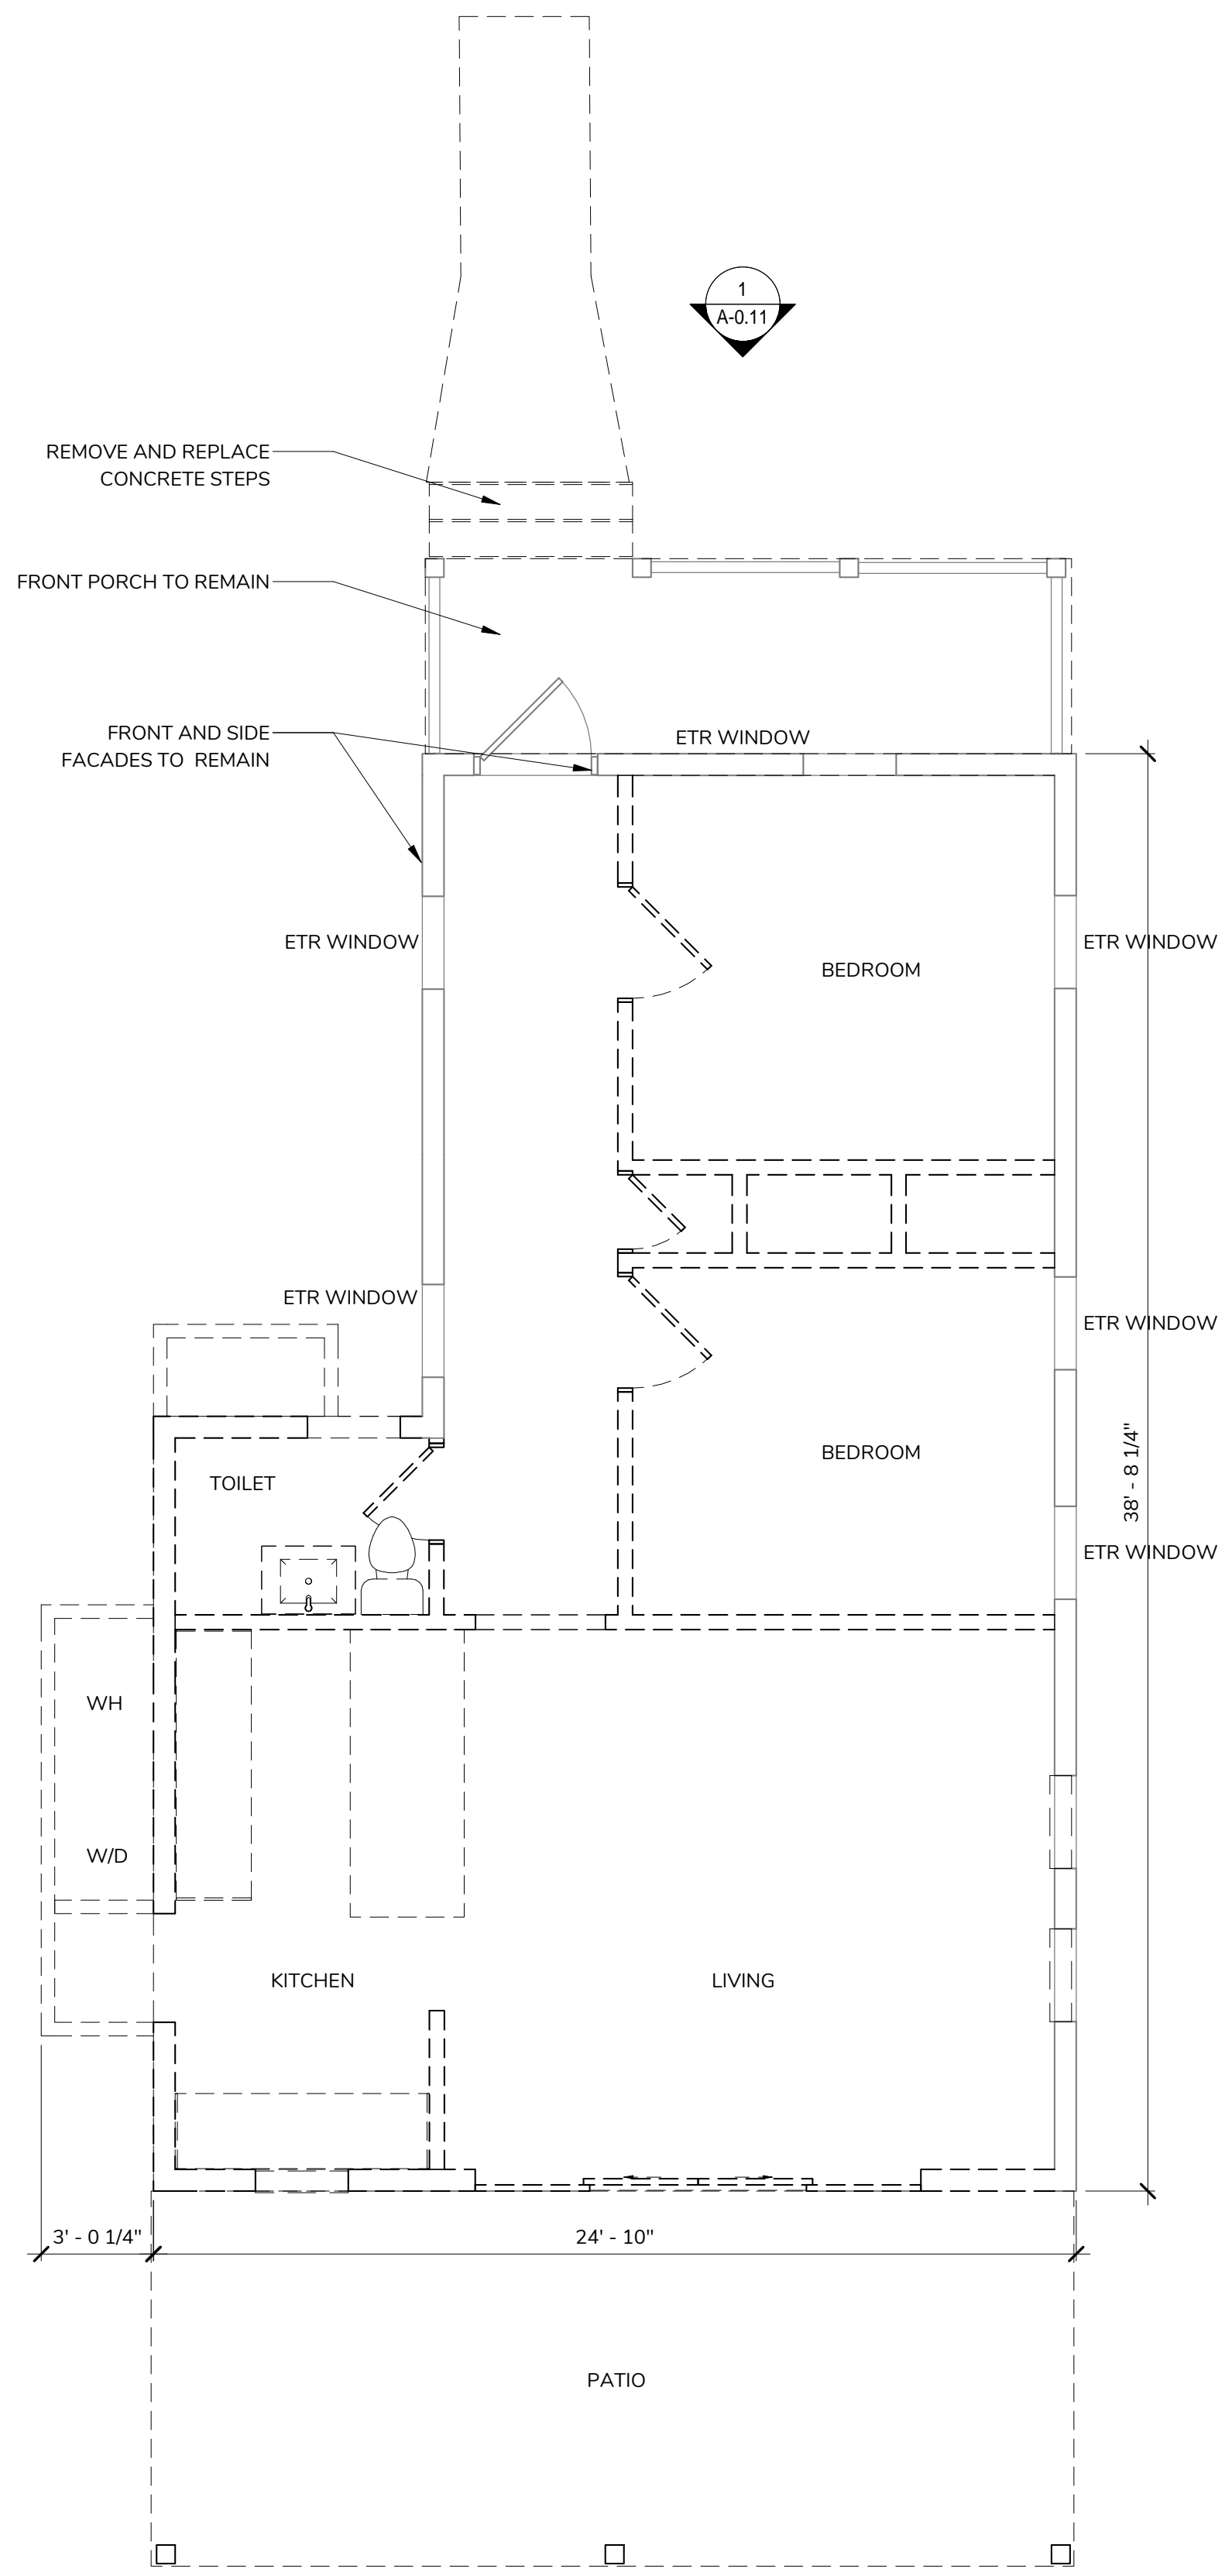 1
A-0.11
REMOVE AND REPLACE
CONCRETE STEPS
FRONT PORCH TO REMAIN
FRONT AND SIDE
FACADES TO REMAIN
ETR WINDOW
ETR WINDOW
ETR WINDOW
BEDROOM
ETR WINDOW
ETR WINDOW
BEDROOM
38' - 8 1/4"
TOILET
ETR WINDOW
WH
W/D
KITCHEN
LIVING
3' - 0 1/4"
24' - 10"
PATIO